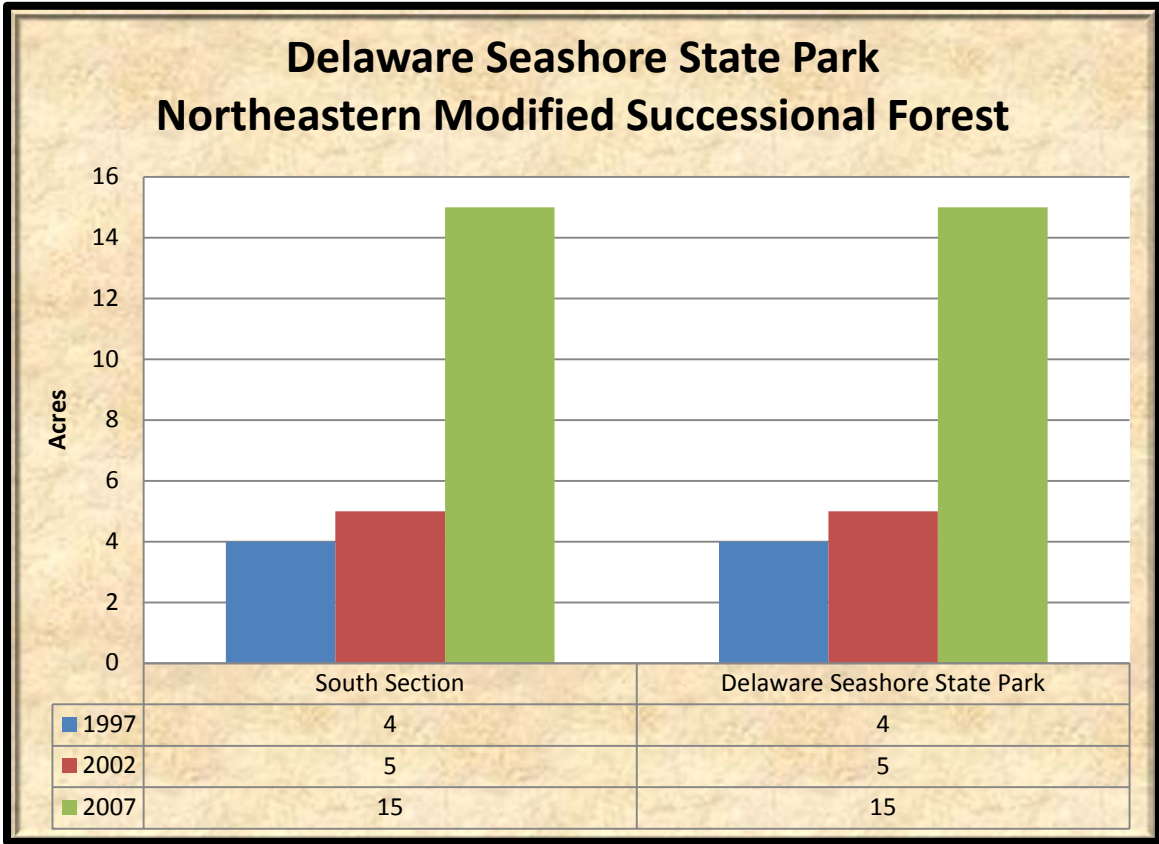 Delaware Seashore State Park
Northeastern Modified Successional Forest
16
14
12
10
8
6
4
2
0
Acres
South Section Delaware Seashore State Park
1997 4 4
2002 5 5
2007 15 15